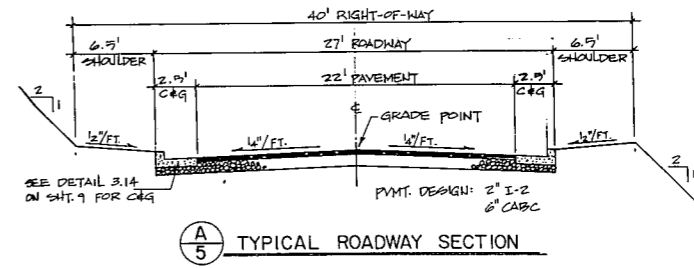 40' RIGHT-OF-WAY
6.5' SHOULDER
27' ROADWAY
6.5' SHOULDER
2.5' C&G
22' PAVEMENT
2.5' C&G
2
1
℄
GRADE POINT
1/2"/FT.
1/4"/FT.
1/4"/FT.
1/2"/FT.
2
1
SEE DETAIL 3.14
ON SHT. 9 FOR C&G
PVMT. DESIGN: 2" I-2
6" CABC
A
5
TYPICAL ROADWAY SECTION